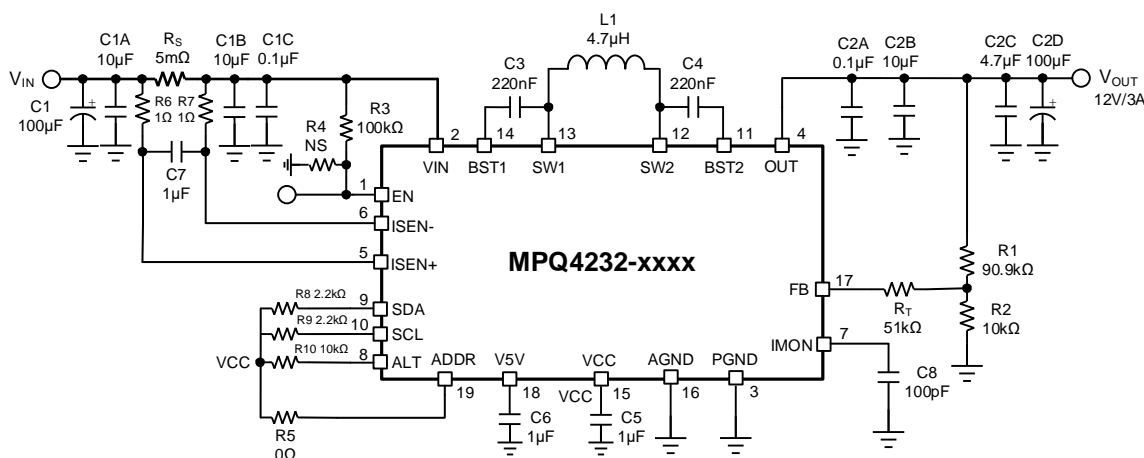 L1
4.7µH
C1A
10µF
RS
5mΩ
C1B
10µF
C1C
0.1µF
C3
220nF
C4
220nF
C2A
0.1µF
C2B
10µF
C2C
4.7µF
C2D
100µF
VIN
VOUT
12V/3A
C1
100µF
+
R6
1Ω
R7
1Ω
R3
100kΩ
R4
NS
C7
1µF
+
2
14
13
12
11
4
VIN
BST1
SW1
SW2
BST2
OUT
1
EN
6
ISEN-
5
ISEN+
MPQ4232-xxxx
R1
90.9kΩ
FB
17
RT
51kΩ
R2
10kΩ
R8 2.2kΩ
9
SDA
R9 2.2kΩ
10
SCL
VCC
R10 10kΩ
8
ALT
IMON
7
C8
100pF
ADDR
V5V
VCC
AGND
PGND
19
18
VCC
15
16
3
R5
0Ω
C6
1µF
C5
1µF